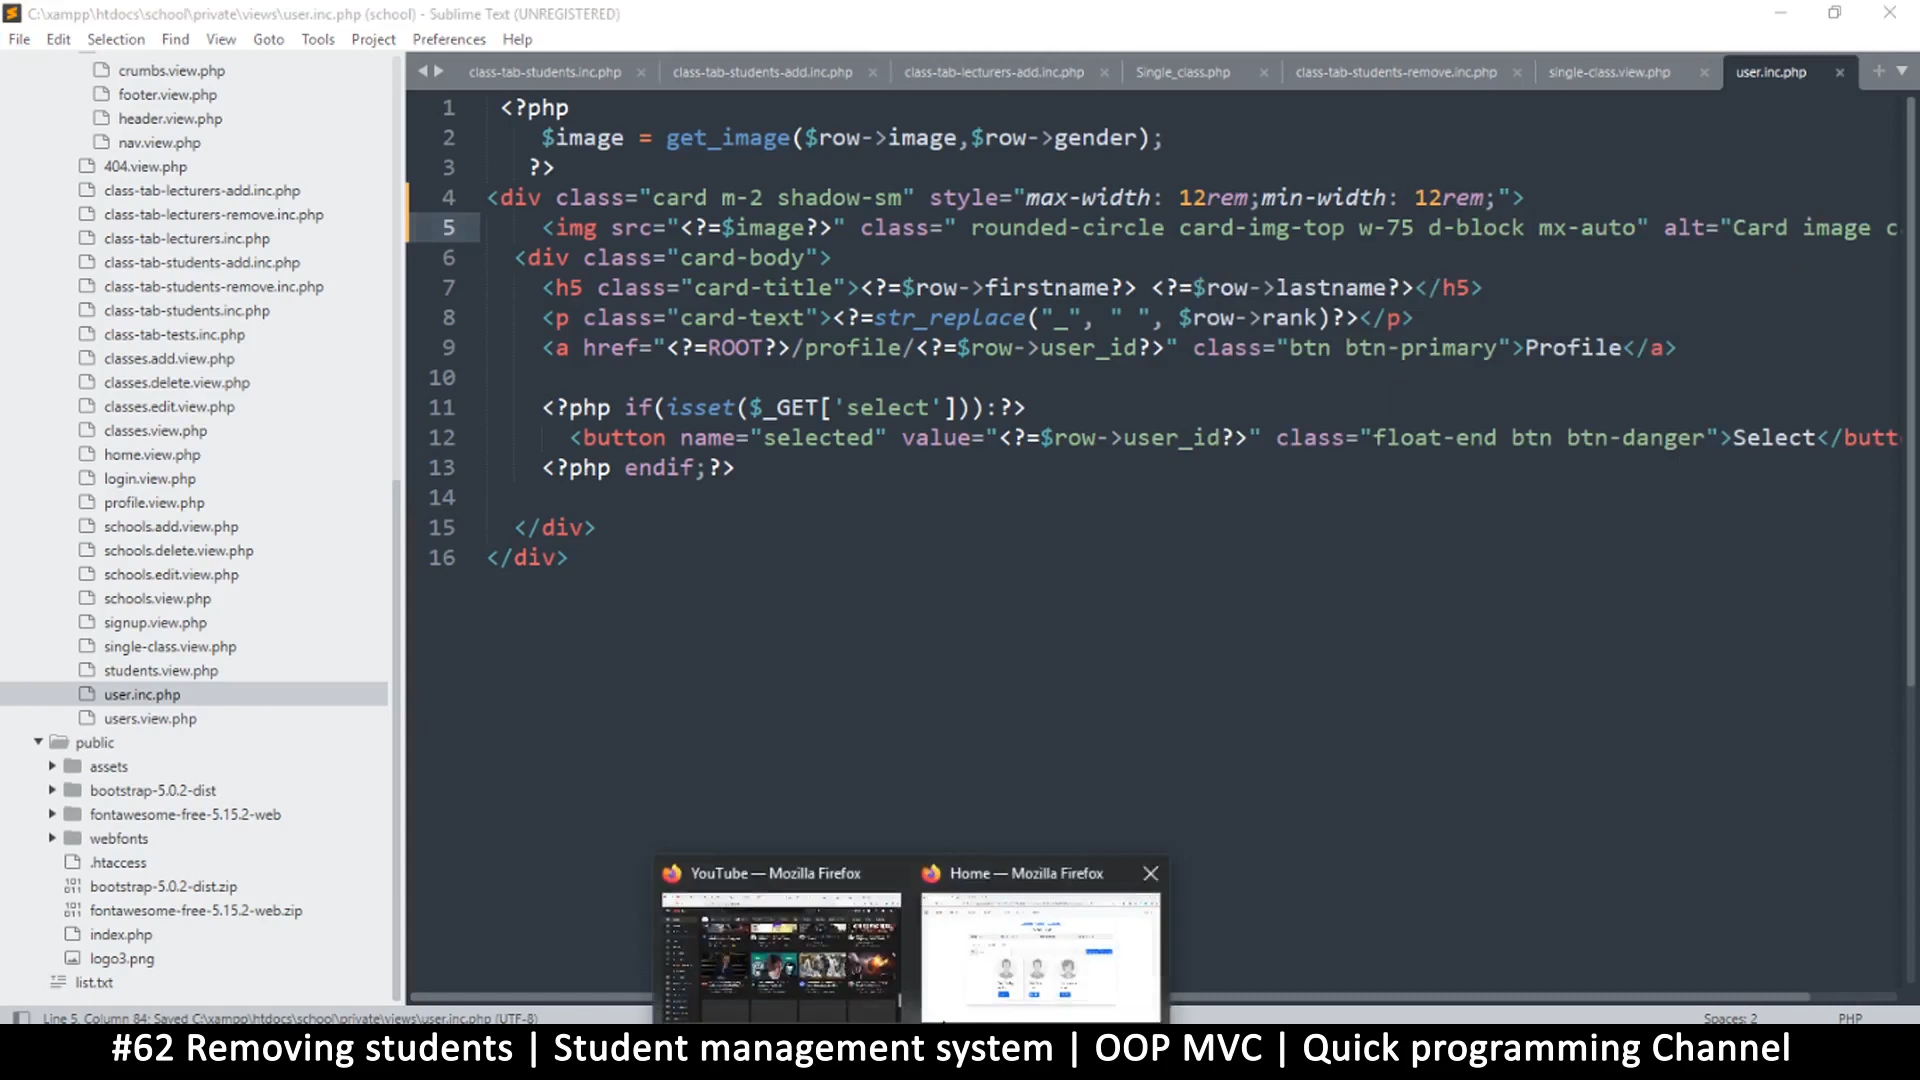 C:\xampp\htdocs\school\private\views\user.inc.php (school) - Sublime Text (UNREGISTERED)
File Edit Selection Find View Goto Tools Project Preferences Help
crumbs.view.php
footer.view.php
header.view.php
nav.view.php
404.view.php
class-tab-lecturers-add.inc.php
class-tab-lecturers-remove.inc.php
class-tab-lecturers.inc.php
class-tab-students-add.inc.php
class-tab-students-remove.inc.php
class-tab-students.inc.php
class-tab-tests.inc.php
classes.add.view.php
classes.delete.view.php
classes.edit.view.php
classes.view.php
home.view.php
login.view.php
profile.view.php
schools.add.view.php
schools.delete.view.php
schools.edit.view.php
schools.view.php
signup.view.php
single-class.view.php
students.view.php
user.inc.php
users.view.php
public
assets
bootstrap-5.0.2-dist
fontawesome-free-5.15.2-web
webfonts
.htaccess
bootstrap-5.0.2-dist.zip
fontawesome-free-5.15.2-web.zip
index.php
logo3.png
list.txt
class-tab-students.inc.php class-tab-students-add.inc.php class-tab-lecturers-add.inc.php Single_class.php class-tab-students-remove.inc.php single-class.view.php user.inc.php
1 <?php
2 $image = get_image($row->image,$row->gender);
3 ?>
4 <div class="card m-2 shadow-sm" style="max-width: 12rem;min-width: 12rem;">
5 <img src="<?=$image?>" class=" rounded-circle card-img-top w-75 d-block mx-auto" alt="Card image c
6 <div class="card-body">
7 <h5 class="card-title"><?=$row->firstname?> <?=$row->lastname?></h5>
8 <p class="card-text"><?=str_replace("_", " ", $row->rank)?></p>
9 <a href="<?=ROOT?>/profile/<?=$row->user_id?>" class="btn btn-primary">Profile</a>
10
11 <?php if(isset($_GET['select'])):?>
12 <button name="selected" value="<?=$row->user_id?>" class="float-end btn btn-danger">Select</butt
13 <?php endif;?>
14
15 </div>
16 </div>
YouTube — Mozilla Firefox
Home — Mozilla Firefox
Line 5, Column 84; Saved C:\xampp\htdocs\school\private\views\user.inc.php (UTF-8) Spaces: 2 PHP
#62 Removing students | Student management system | OOP MVC | Quick programming Channel